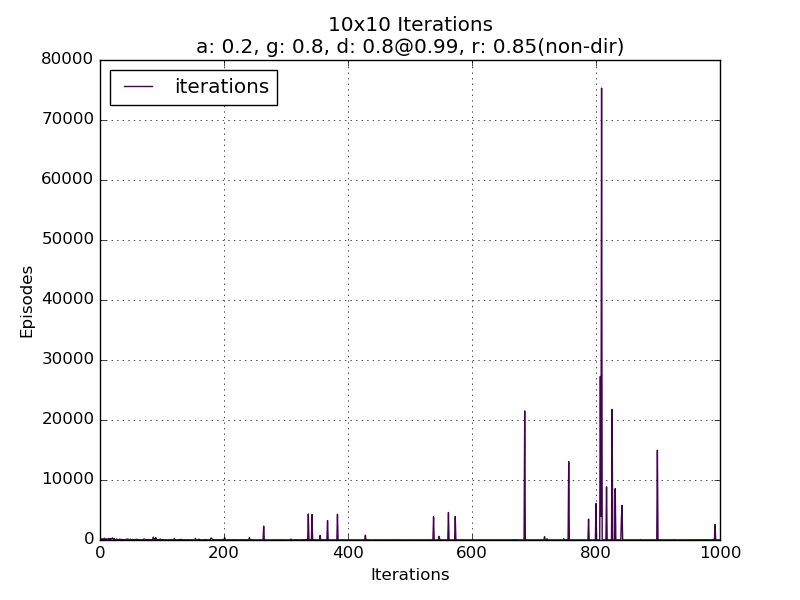 10x10 Iterations
a: 0.2, g: 0.8, d: 0.8@0.99, r: 0.85(non-dir)
iterations
80000
70000
60000
50000
40000
30000
20000
10000
0
Episodes
0 200 400 600 800 1000
Iterations